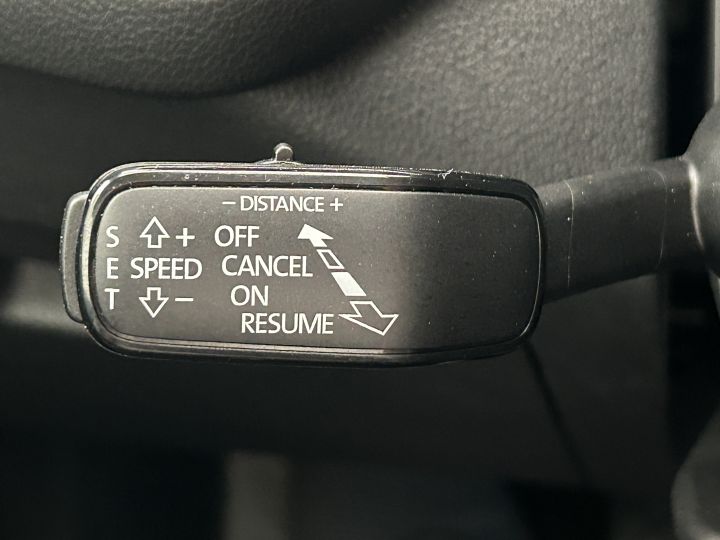 − DISTANCE +
S + OFF
E SPEED CANCEL
T − ON
RESUME